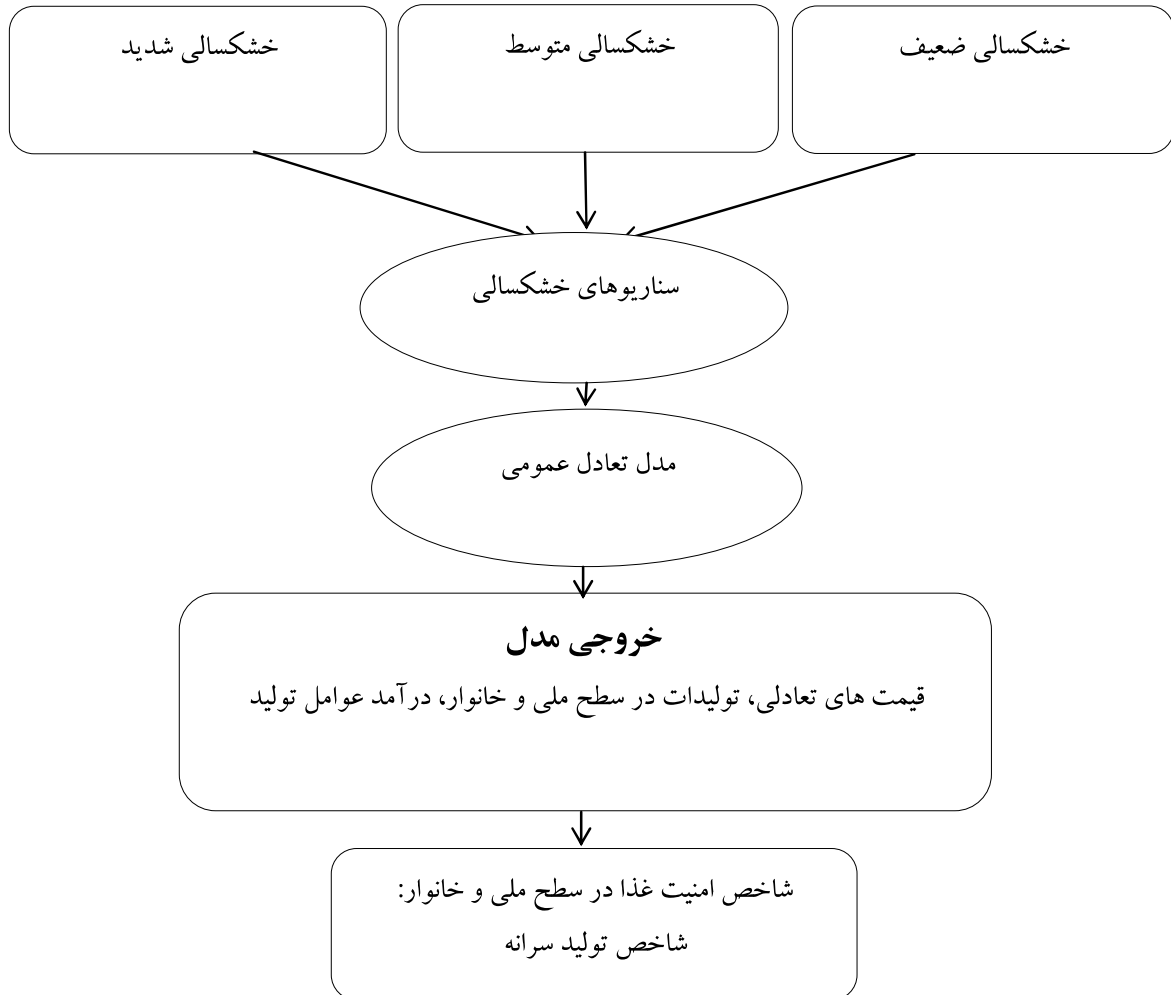 خشکسالی ضعیف
خشکسالی متوسط
خشکسالی شدید
سناریوهای خشکسالی
مدل تعادل عمومی
خروجی مدل
قیمت های تعادلی، تولیدات در سطح ملی و خانوار، درآمد عوامل تولید
شاخص امنیت غذا در سطح ملی و خانوار:
شاخص تولید سرانه